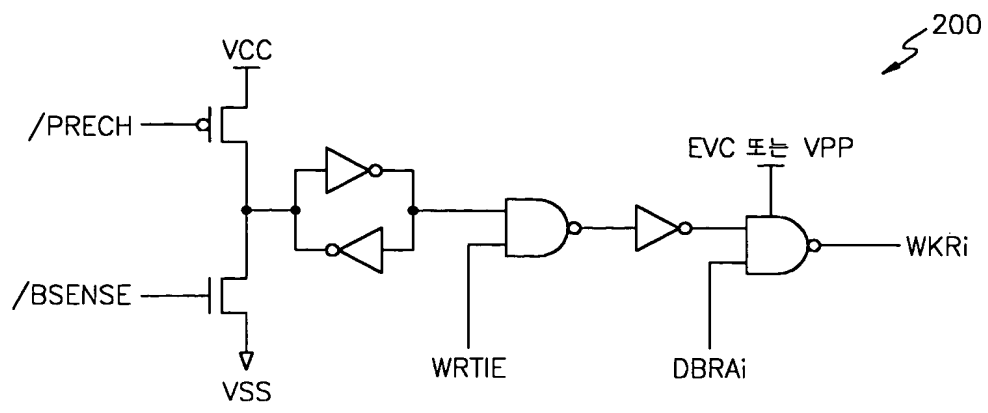 200
VCC
/PRECH
EVC 또는 VPP
WKRi
/BSENSE
WRTIE
DBRAi
VSS